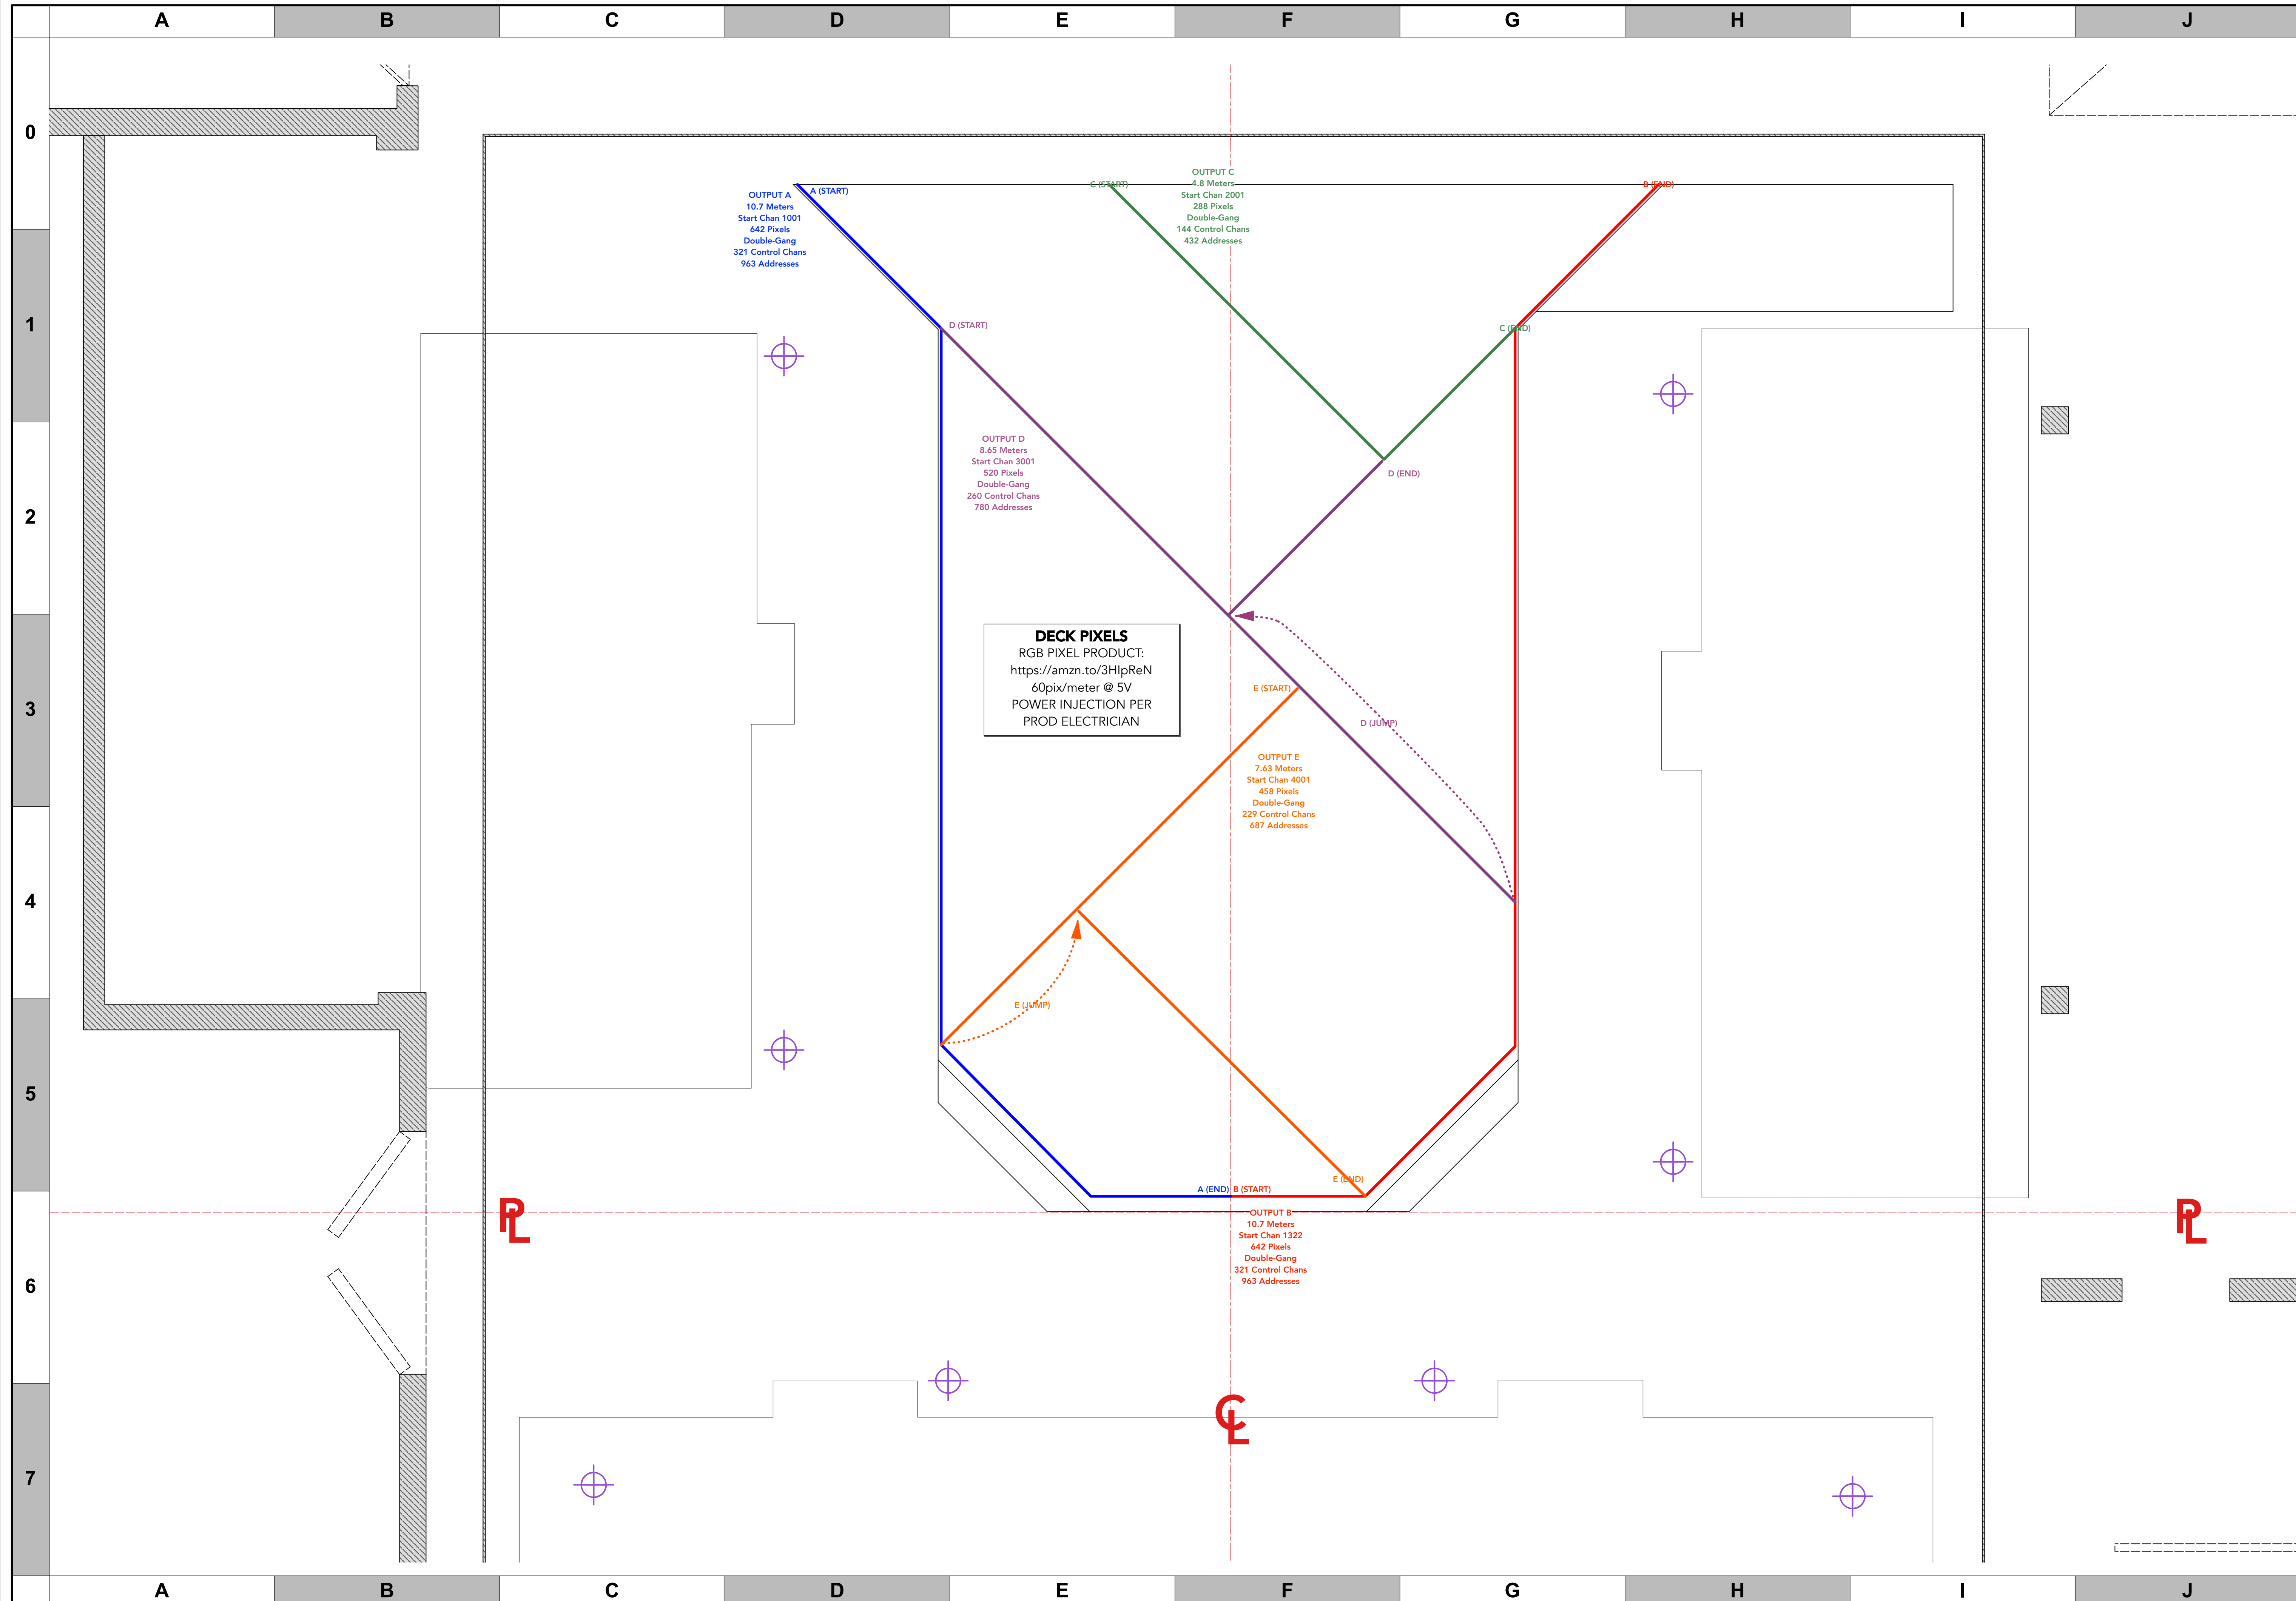 A B C D E F G H I J
0
1
2
3
4
5
6
7
OUTPUT A
10.7 Meters
Start Chan 1001
642 Pixels
Double-Gang
321 Control Chans
963 Addresses
A (START)
C (START)
OUTPUT C
4.8 Meters
Start Chan 2001
288 Pixels
Double-Gang
144 Control Chans
432 Addresses
B (END)
D (START)
C (END)
OUTPUT D
8.65 Meters
Start Chan 3001
520 Pixels
Double-Gang
260 Control Chans
780 Addresses
D (END)
DECK PIXELS
RGB PIXEL PRODUCT:
https://amzn.to/3HIpReN
60pix/meter @ 5V
POWER INJECTION PER
PROD ELECTRICIAN
E (START)
D (JUMP)
OUTPUT E
7.63 Meters
Start Chan 4001
458 Pixels
Double-Gang
229 Control Chans
687 Addresses
E (JUMP)
E (END)
A (END) B (START)
PL
PL
OUTPUT B
10.7 Meters
Start Chan 1322
642 Pixels
Double-Gang
321 Control Chans
963 Addresses
CL
A B C D E F G H I J